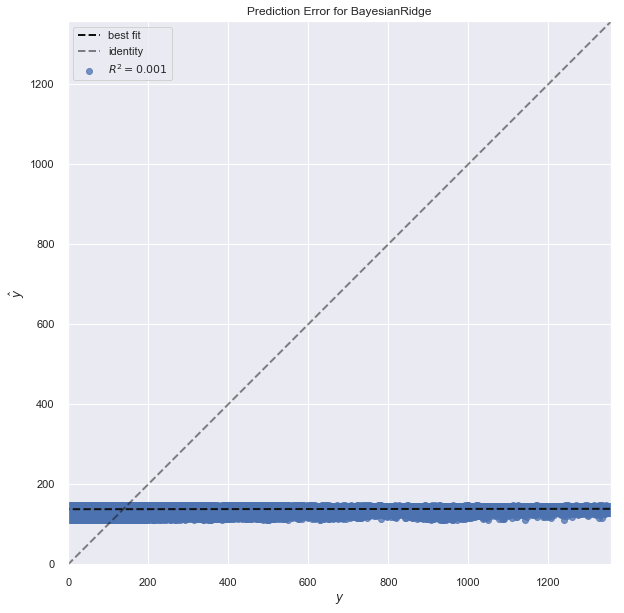 Prediction Error for BayesianRidge
best fit
identity
$R^2 = 0.001$
1200
1000
800
600
400
200
0
ŷ
0 200 400 600 800 1000 1200
y